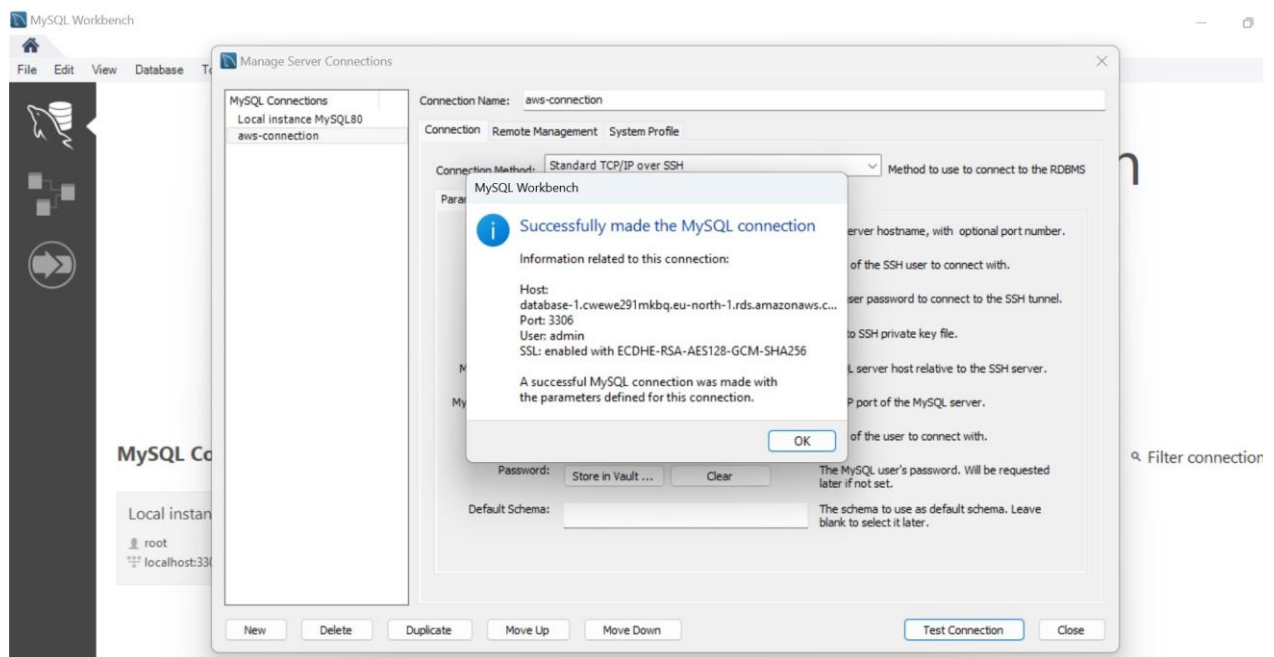 MySQL Workbench
File Edit View Database
Manage Server Connections
MySQL Connections
Local instance MySQL80
aws-connection
Connection Name: aws-connection
Connection Remote Management System Profile
Connection Method: Standard TCP/IP over SSH Method to use to connect to the RDBMS
MySQL Workbench
Successfully made the MySQL connection
Information related to this connection:
Host:
database-1.cwewe291mkbq.eu-north-1.rds.amazonaws.c...
Port: 3306
User: admin
SSL: enabled with ECDHE-RSA-AES128-GCM-SHA256
A successful MySQL connection was made with
the parameters defined for this connection.
OK
server hostname, with optional port number.
of the SSH user to connect with.
password to connect to the SSH tunnel.
to SSH private key file.
server host relative to the SSH server.
port of the MySQL server.
of the user to connect with.
Password: Store in Vault ... Clear The MySQL user's password. Will be requested
later if not set.
Default Schema: The schema to use as default schema. Leave
blank to select it later.
MySQL
Filter connection
Local instan
root
localhost:330
New Delete Duplicate Move Up Move Down Test Connection Close